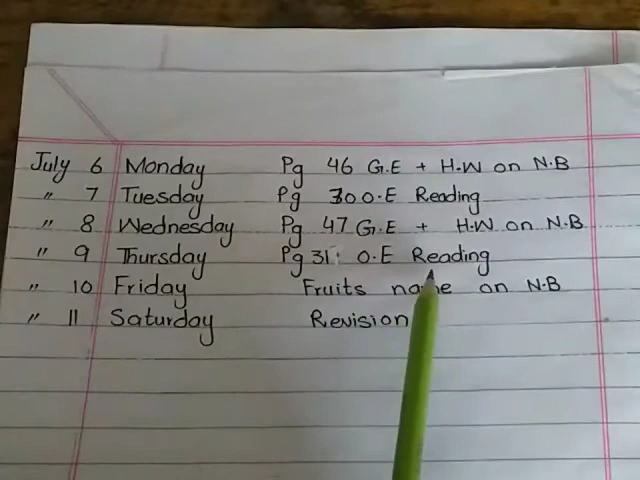 July 6 Monday Pg 46 G.E + H.W on N.B
" 7 Tuesday Pg 30 O.E Reading
" 8 Wednesday Pg 47 G.E + H.W on N.B
" 9 Thursday Pg 31: O.E Reading
" 10 Friday Fruits name on N.B
" 11 Saturday Revision